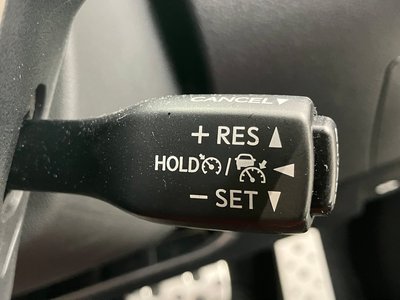 CANCEL ▼
+ RES ▲
HOLD / ◀
− SET ▼